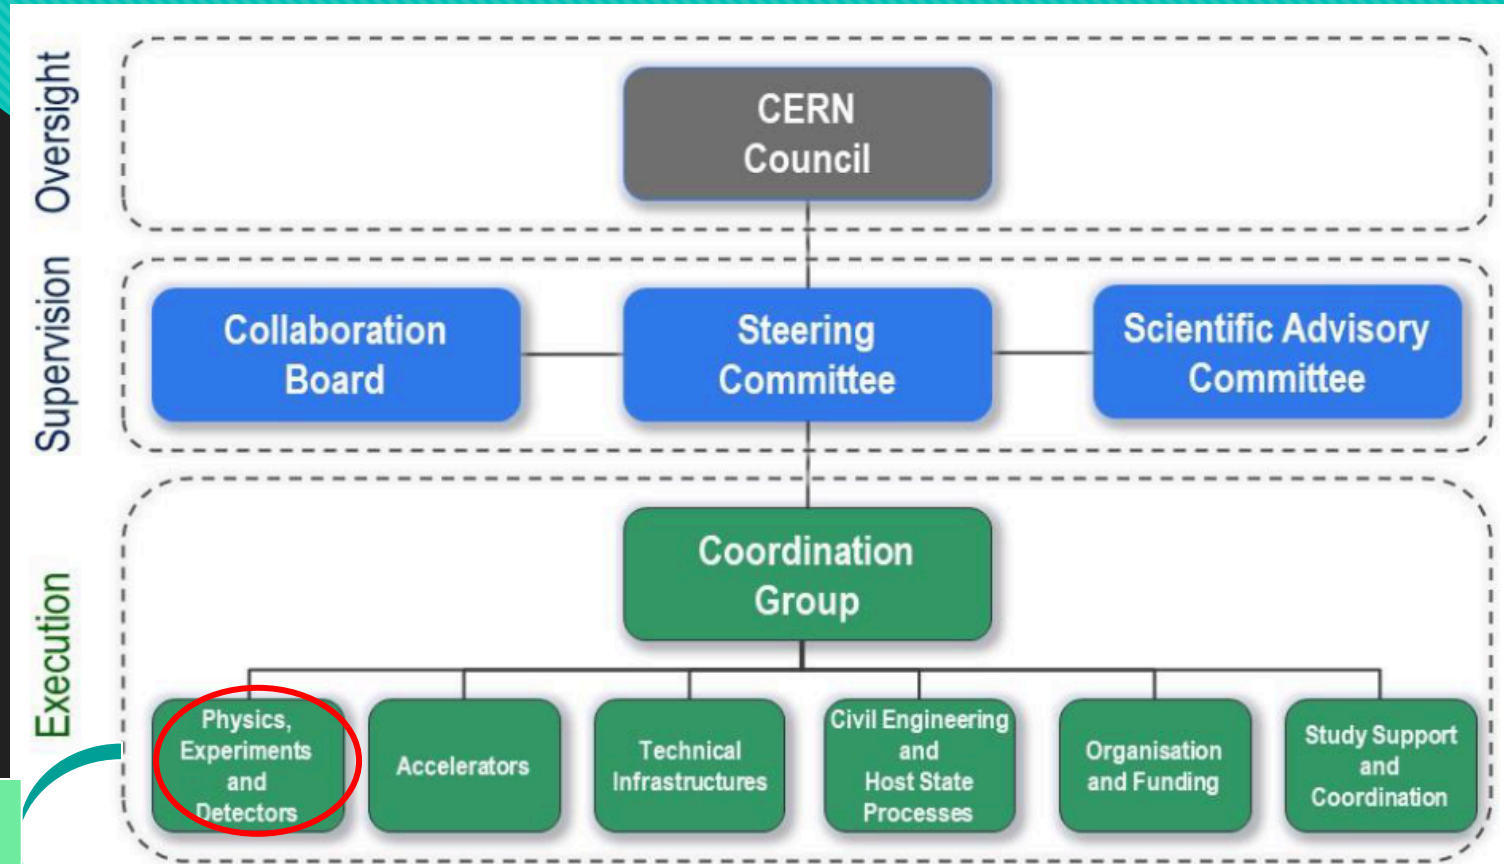 Oversight
CERN
Council
Supervision
Collaboration
Board
Steering
Committee
Scientific Advisory
Committee
Execution
Coordination
Group
Physics,
Experiments
and
Detectors
Accelerators
Technical
Infrastructures
Civil Engineering
and
Host State
Processes
Organisation
and Funding
Study Support
and
Coordination